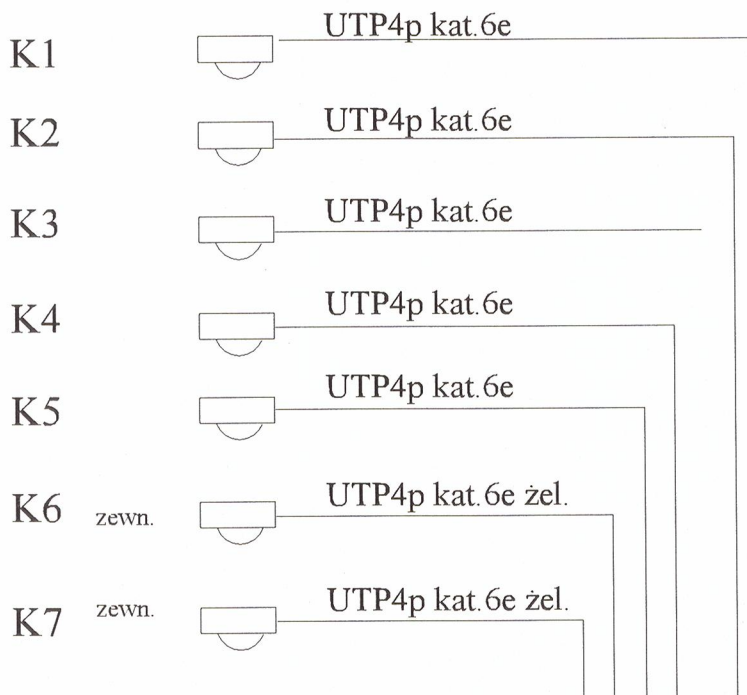 K1 UTP4p kat.6e
K2 UTP4p kat.6e
K3 UTP4p kat.6e
K4 UTP4p kat.6e
K5 UTP4p kat.6e
K6 zewn. UTP4p kat.6e żel.
K7 zewn. UTP4p kat.6e żel.